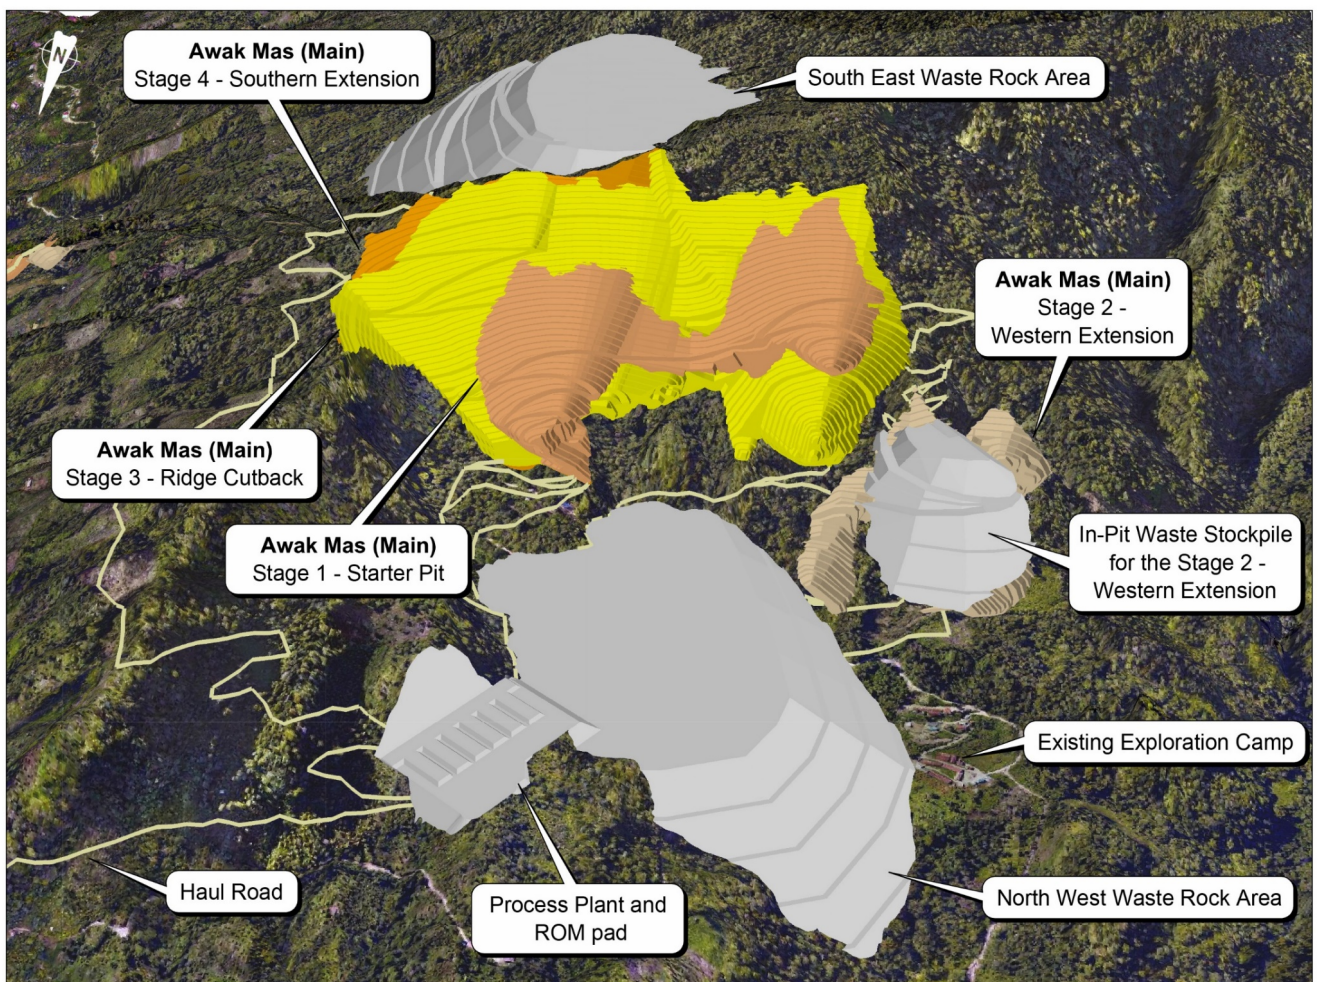 N
Awak Mas (Main)
Stage 4 - Southern Extension
South East Waste Rock Area
Awak Mas (Main)
Stage 2 -
Western Extension
Awak Mas (Main)
Stage 3 - Ridge Cutback
Awak Mas (Main)
Stage 1 - Starter Pit
In-Pit Waste Stockpile
for the Stage 2 -
Western Extension
Existing Exploration Camp
Haul Road
Process Plant and
ROM pad
North West Waste Rock Area